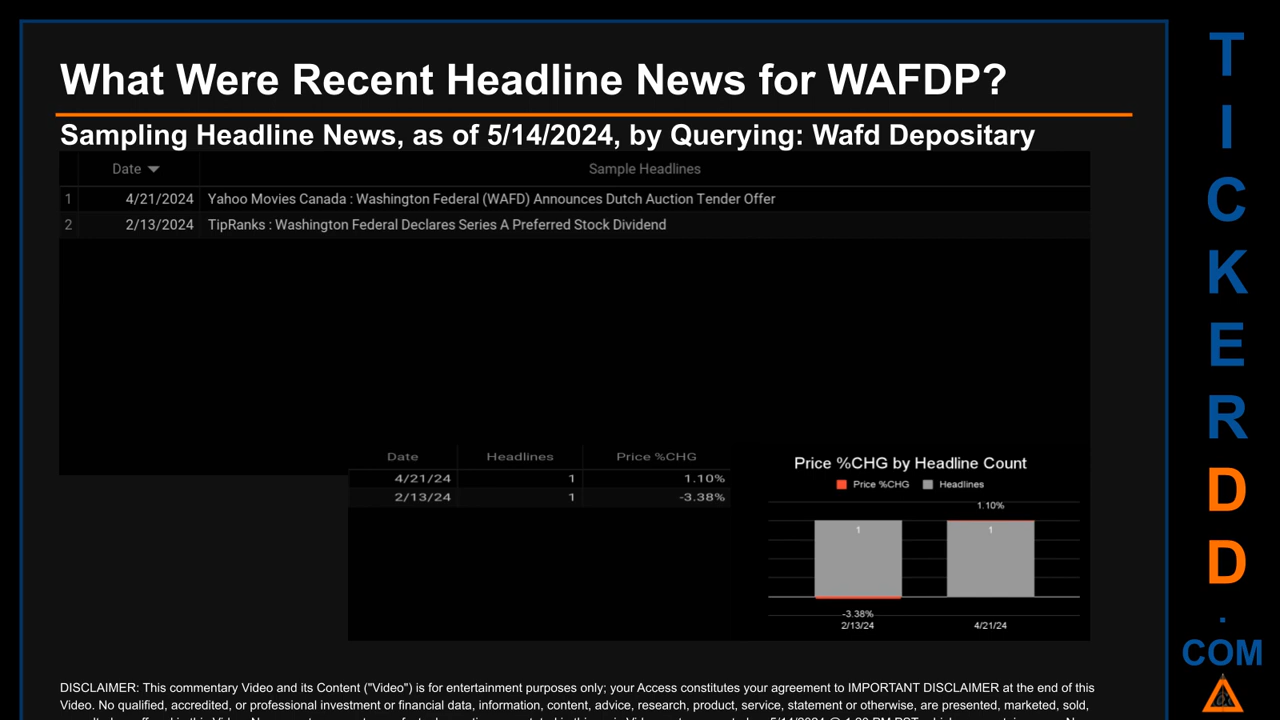 What Were Recent Headline News for WAFDP?
Sampling Headline News, as of 5/14/2024, by Querying: Wafd Depositary
Date Sample Headlines
1 4/21/2024 Yahoo Movies Canada : Washington Federal (WAFD) Announces Dutch Auction Tender Offer
2 2/13/2024 TipRanks : Washington Federal Declares Series A Preferred Stock Dividend
Date Headlines Price %CHG
4/21/24 1 1.10%
2/13/24 1 -3.38%
Price %CHG by Headline Count
Price %CHG Headlines
1.10%
1 1
-3.38%
2/13/24 4/21/24
DISCLAIMER: This commentary Video and its Content ("Video") is for entertainment purposes only; your Access constitutes your agreement to IMPORTANT DISCLAIMER at the end of this
Video. No qualified, accredited, or professional investment or financial data, information, content, advice, research, product, service, statement or otherwise, are presented, marketed, sold,
T
I
C
K
E
R
D
D
.
COM